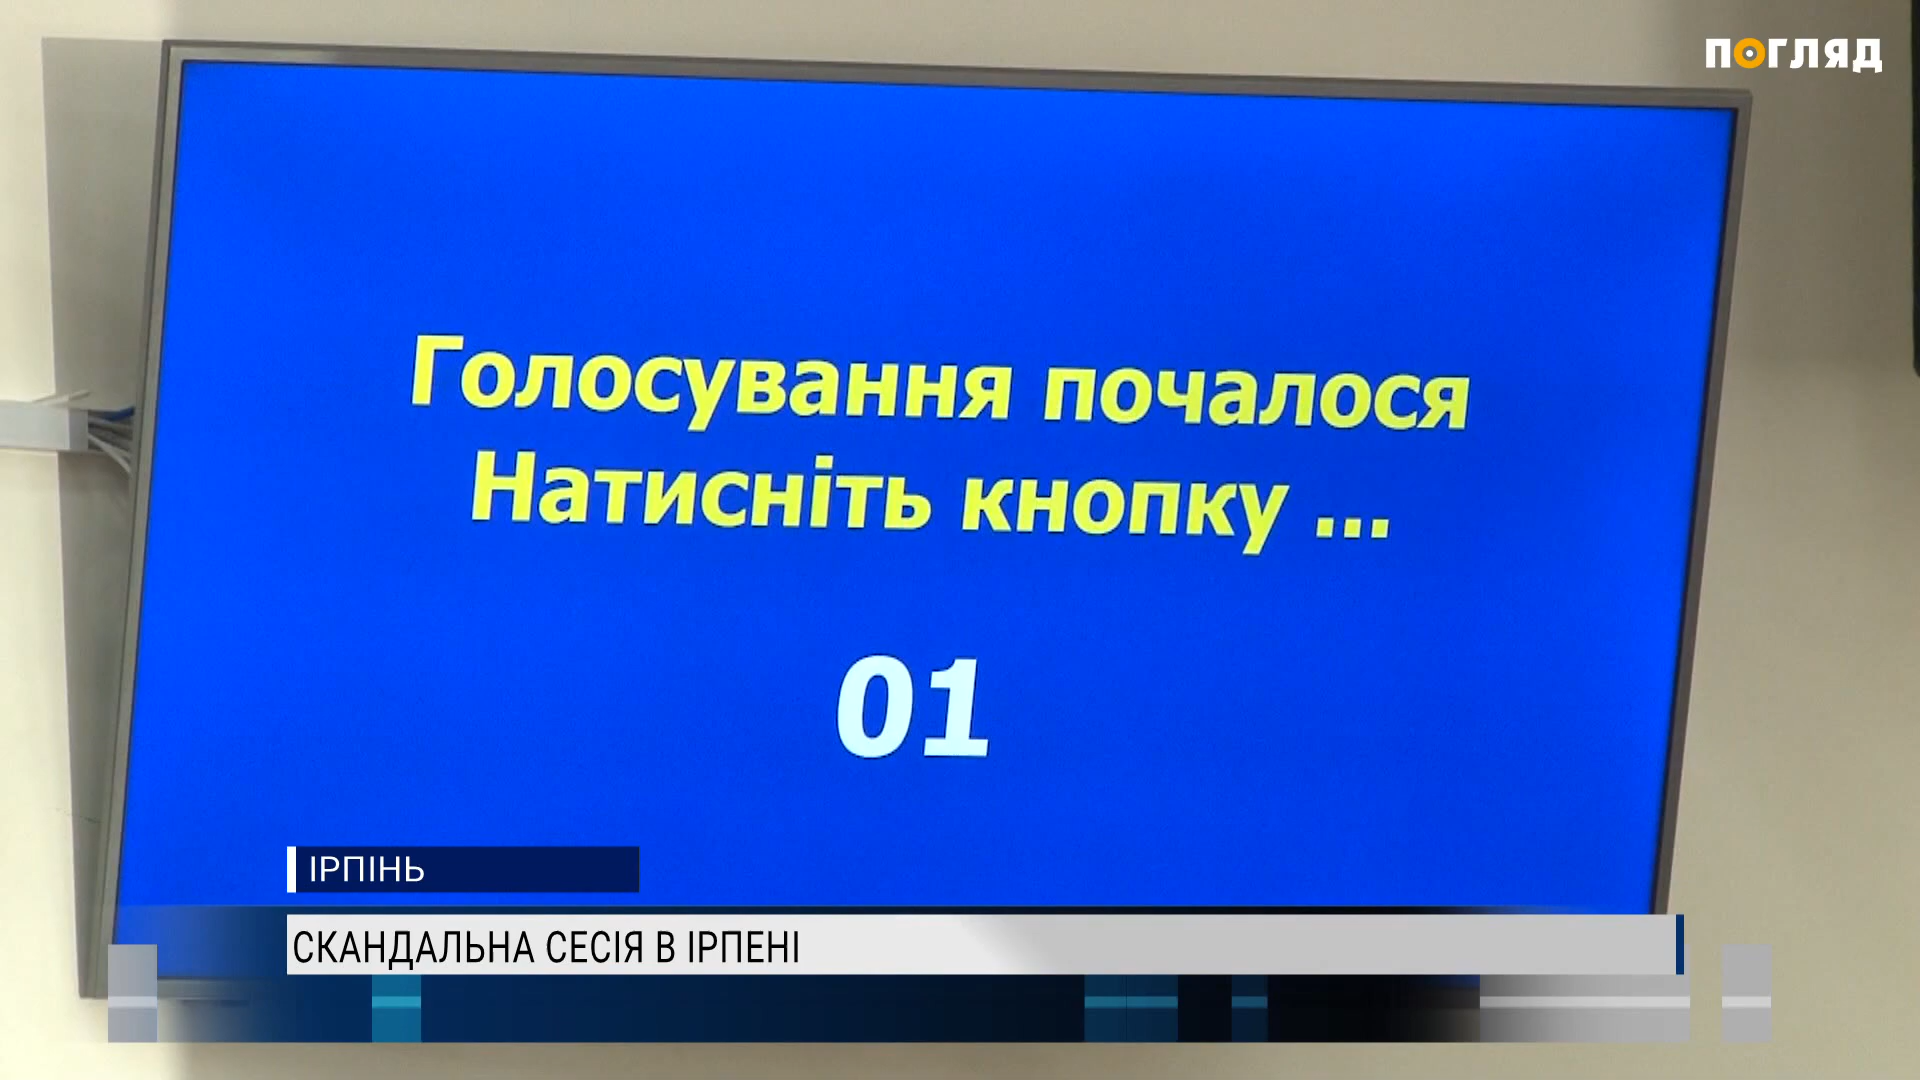 ПОГЛЯД
Голосування почалося
Натисніть кнопку ...
01
ІРПІНЬ
СКАНДАЛЬНА СЕСІЯ В ІРПЕНІ